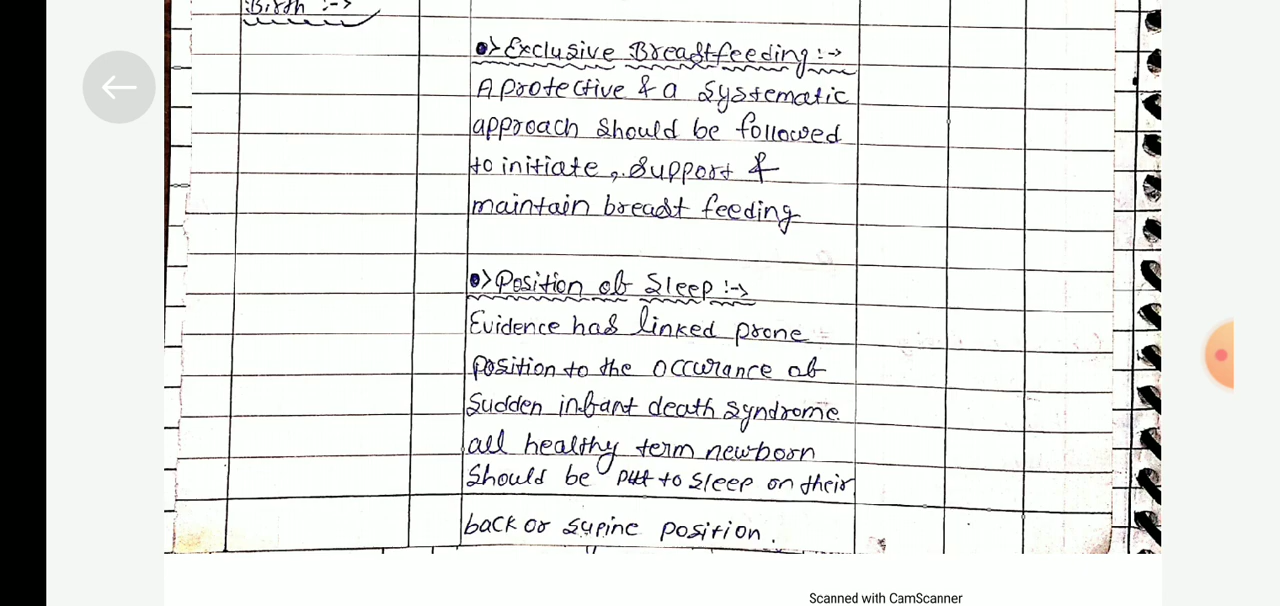 Birth :->
•> Exclusive Breastfeeding :->
A protective & a Systematic
approach should be followed
to initiate, support &
maintain breast feeding
•> Position of Sleep :->
Evidence has linked prone
position to the occurance of
Sudden infant death syndrome
all healthy term newborn
Should be put to sleep on their
back or supine position.
Scanned with CamScanner